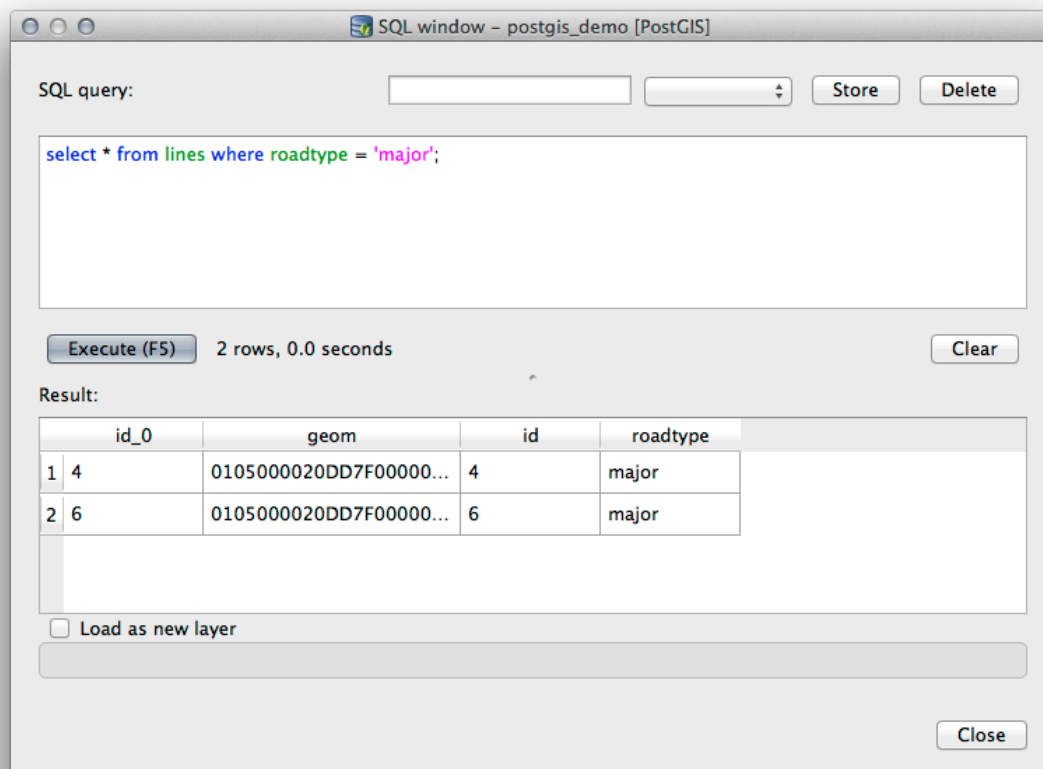 SQL window – postgis_demo [PostGIS]
SQL query:
Store
Delete
select * from lines where roadtype = 'major';
Execute (F5)
2 rows, 0.0 seconds
Clear
Result:
id_0 geom id roadtype
1 4 0105000020DD7F00000... 4 major
2 6 0105000020DD7F00000... 6 major
Load as new layer
Close